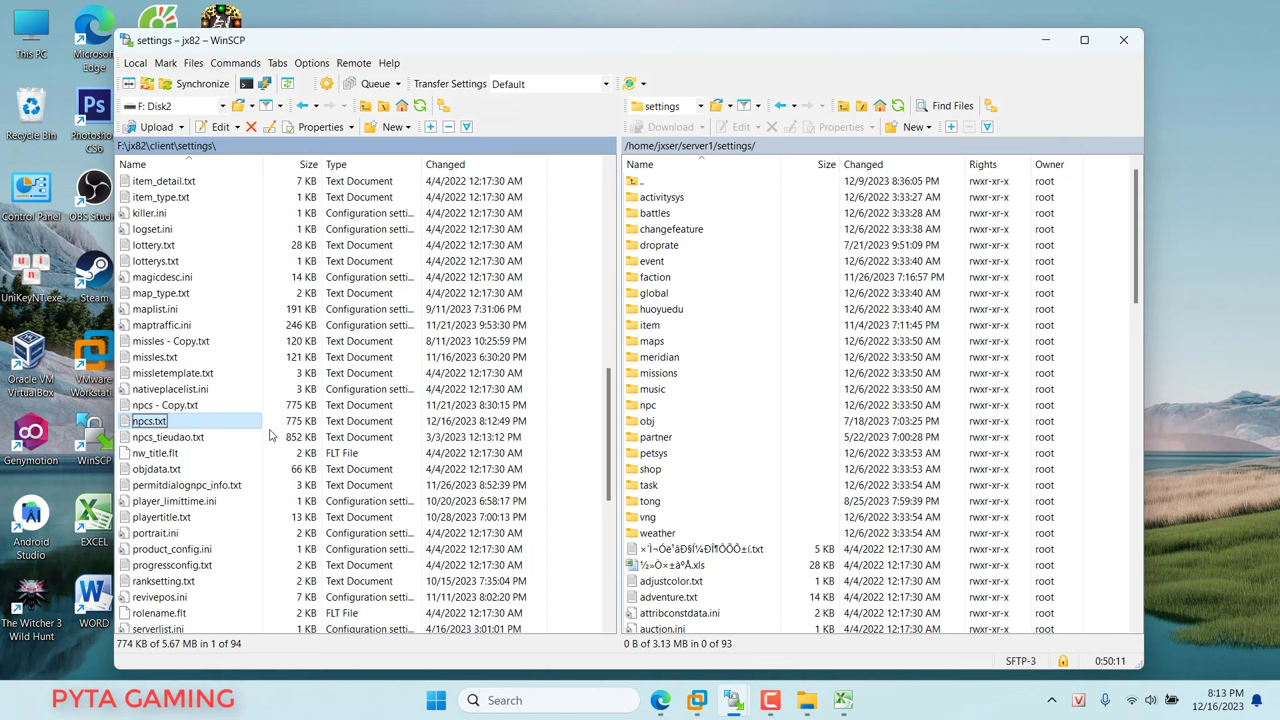 This PC
Microsoft
Edge
settings – jx82 – WinSCP
Local Mark Files Commands Tabs Options Remote Help
Synchronize Queue Transfer Settings Default
Recycle Bin
Photoshop
CS6
F: Disk2
settings Find Files
Upload Edit Properties New
Download Edit Properties New
F:\jx82\client\settings\
/home/jxser/server1/settings/
Name Size Type Changed
item_detail.txt 7 KB Text Document 4/4/2022 12:17:30 AM
item_type.txt 1 KB Text Document 4/4/2022 12:17:30 AM
killer.ini 1 KB Configuration setti... 4/4/2022 12:17:30 AM
logset.ini 1 KB Configuration setti... 4/4/2022 12:17:30 AM
lottery.txt 28 KB Text Document 4/4/2022 12:17:30 AM
lotterys.txt 1 KB Text Document 4/4/2022 12:17:30 AM
magicdesc.ini 14 KB Configuration setti... 4/4/2022 12:17:30 AM
map_type.txt 2 KB Text Document 4/4/2022 12:17:30 AM
maplist.ini 191 KB Configuration setti... 9/11/2023 7:31:06 PM
maptraffic.ini 246 KB Configuration setti... 11/21/2023 9:53:30 PM
missles - Copy.txt 120 KB Text Document 8/11/2023 10:25:59 PM
missles.txt 121 KB Text Document 11/16/2023 6:30:20 PM
missletemplate.txt 3 KB Text Document 4/4/2022 12:17:30 AM
nativeplacelist.ini 3 KB Configuration setti... 4/4/2022 12:17:30 AM
npcs - Copy.txt 775 KB Text Document 11/21/2023 8:30:15 PM
npcs.txt 775 KB Text Document 12/16/2023 8:12:49 PM
npcs_tieudao.txt 852 KB Text Document 3/3/2023 12:13:12 PM
nw_title.flt 2 KB FLT File 4/4/2022 12:17:30 AM
objdata.txt 66 KB Text Document 4/4/2022 12:17:30 AM
permitdialognpc_info.txt 3 KB Text Document 11/26/2023 8:52:39 PM
player_limittime.ini 1 KB Configuration setti... 10/20/2023 6:58:17 PM
playertitle.txt 13 KB Text Document 10/28/2023 7:00:13 PM
portrait.ini 2 KB Configuration setti... 4/4/2022 12:17:30 AM
product_config.ini 1 KB Configuration setti... 4/4/2022 12:17:30 AM
progressconfig.txt 2 KB Text Document 4/4/2022 12:17:30 AM
ranksetting.txt 2 KB Text Document 10/15/2023 7:35:04 PM
revivepos.ini 7 KB Configuration setti... 11/11/2023 8:02:20 PM
rolename.flt 2 KB FLT File 4/4/2022 12:17:30 AM
serverlist.ini 1 KB Configuration setti... 4/16/2023 3:01:01 PM
774 KB of 5.67 MB in 1 of 94
Name Size Changed Rights Owner
.. 12/9/2023 8:36:05 PM rwxr-xr-x root
activitysys 12/6/2022 3:33:27 AM rwxr-xr-x root
battles 12/6/2022 3:33:28 AM rwxr-xr-x root
changefeature 12/6/2022 3:33:38 AM rwxr-xr-x root
droprate 7/21/2023 9:51:09 PM rwxr-xr-x root
event 12/6/2022 3:33:40 AM rwxr-xr-x root
faction 11/26/2023 7:16:57 PM rwxr-xr-x root
global 12/6/2022 3:33:40 AM rwxr-xr-x root
huoyuedu 12/6/2022 3:33:40 AM rwxr-xr-x root
item 11/4/2023 7:11:45 PM rwxr-xr-x root
maps 12/6/2022 3:33:50 AM rwxr-xr-x root
meridian 12/6/2022 3:33:50 AM rwxr-xr-x root
missions 12/6/2022 3:33:50 AM rwxr-xr-x root
music 12/6/2022 3:33:50 AM rwxr-xr-x root
npc 12/6/2022 3:33:50 AM rwxr-xr-x root
obj 7/18/2023 7:03:25 PM rwxr-xr-x root
partner 5/22/2023 7:00:28 PM rwxr-xr-x root
petsys 12/6/2022 3:33:53 AM rwxr-xr-x root
shop 12/6/2022 3:33:53 AM rwxr-xr-x root
task 12/6/2022 3:33:54 AM rwxr-xr-x root
tong 8/25/2023 7:59:39 PM rwxr-xr-x root
vng 12/6/2022 3:33:54 AM rwxr-xr-x root
weather 12/6/2022 3:33:54 AM rwxr-xr-x root
5 KB 4/4/2022 12:17:30 AM rwxr-xr-x root
28 KB 4/4/2022 12:17:30 AM rwxr-xr-x root
adjustcolor.txt 1 KB 4/4/2022 12:17:30 AM rwxr-xr-x root
adventure.txt 14 KB 4/4/2022 12:17:30 AM rwxr-xr-x root
attribconstdata.ini 2 KB 4/4/2022 12:17:30 AM rwxr-xr-x root
auction.ini 1 KB 4/4/2022 12:17:30 AM rwxr-xr-x root
0 B of 3.13 MB in 0 of 93
SFTP-3 0:50:11
Control Panel
OBS Studio
UniKeyNT.exe
Steam
Oracle VM
VirtualBox
VMware
Workstati...
Genymotion
WinSCP
Android
Studio
EXCEL
The Witcher 3
Wild Hunt
WORD
PYTA GAMING
Search
8:13 PM
12/16/2023